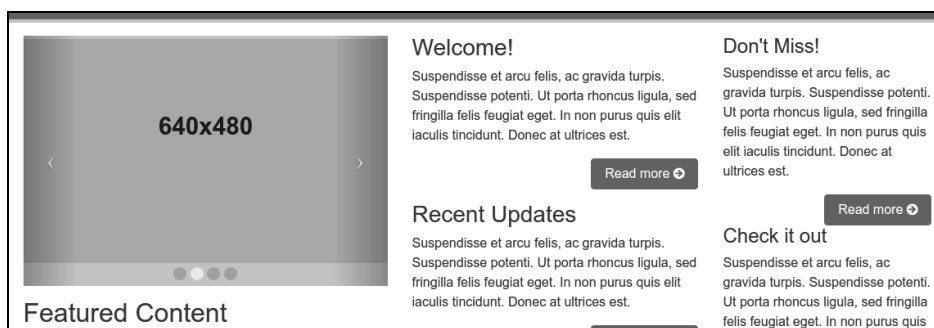 640x480
Featured Content
Welcome!
Suspendisse et arcu felis, ac gravida turpis.
Suspendisse potenti. Ut porta rhoncus ligula, sed
fringilla felis feugiat eget. In non purus quis elit
iaculis tincidunt. Donec at ultrices est.
Read more
Recent Updates
Suspendisse et arcu felis, ac gravida turpis.
Suspendisse potenti. Ut porta rhoncus ligula, sed
fringilla felis feugiat eget. In non purus quis elit
iaculis tincidunt. Donec at ultrices est.
Don't Miss!
Suspendisse et arcu felis, ac
gravida turpis. Suspendisse potenti.
Ut porta rhoncus ligula, sed fringilla
felis feugiat eget. In non purus quis
elit iaculis tincidunt. Donec at
ultrices est.
Read more
Check it out
Suspendisse et arcu felis, ac
gravida turpis. Suspendisse potenti.
Ut porta rhoncus ligula, sed fringilla
felis feugiat eget. In non purus quis